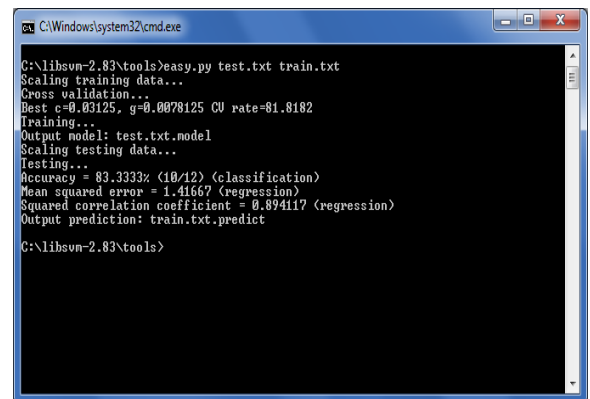 C:\Windows\system32\cmd.exe
C:\libsvm-2.83\tools>easy.py test.txt train.txt
Scaling training data...
Cross validation...
Best c=0.03125, g=0.0078125 CV rate=81.8182
Training...
Output model: test.txt.model
Scaling testing data...
Testing...
Accuracy = 83.3333% (10/12) (classification)
Mean squared error = 1.41667 (regression)
Squared correlation coefficient = 0.894117 (regression)
Output prediction: train.txt.predict
C:\libsvm-2.83\tools>